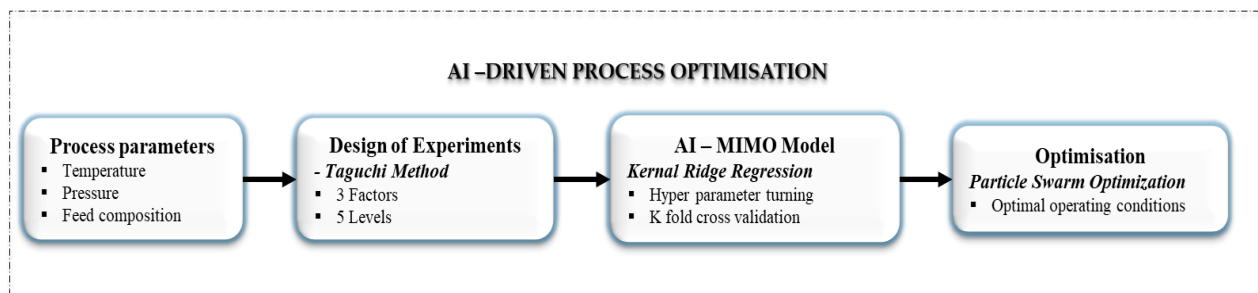 AI –DRIVEN PROCESS OPTIMISATION
Process parameters
▪ Temperature
▪ Pressure
▪ Feed composition
Design of Experiments
- Taguchi Method
▪ 3 Factors
▪ 5 Levels
AI – MIMO Model
Kernal Ridge Regression
▪ Hyper parameter turning
▪ K fold cross validation
Optimisation
Particle Swarm Optimization
▪ Optimal operating conditions